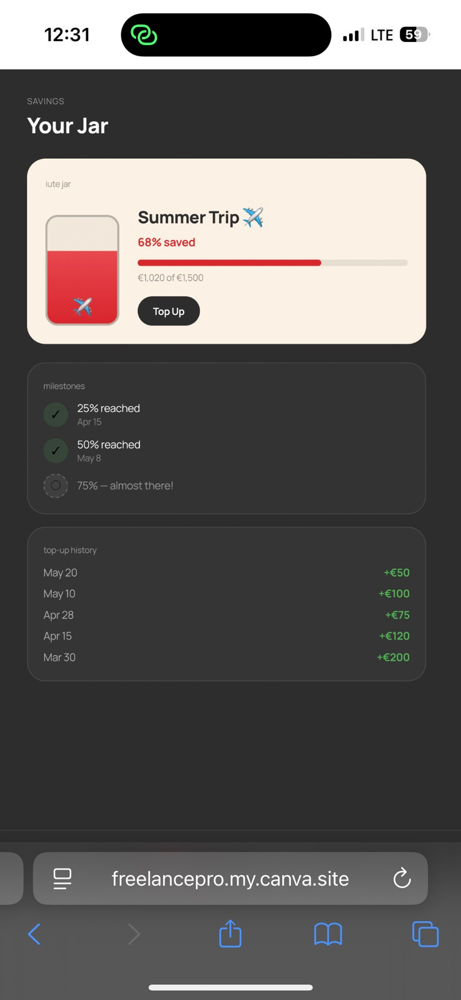 12:31
LTE
59
SAVINGS
Your Jar
iute jar
Summer Trip ✈️
68% saved
€1,020 of €1,500
Top Up
milestones
✓ 25% reached
Apr 15
✓ 50% reached
May 8
75% — almost there!
top-up history
May 20 +€50
May 10 +€100
Apr 28 +€75
Apr 15 +€120
Mar 30 +€200
freelancepro.my.canva.site